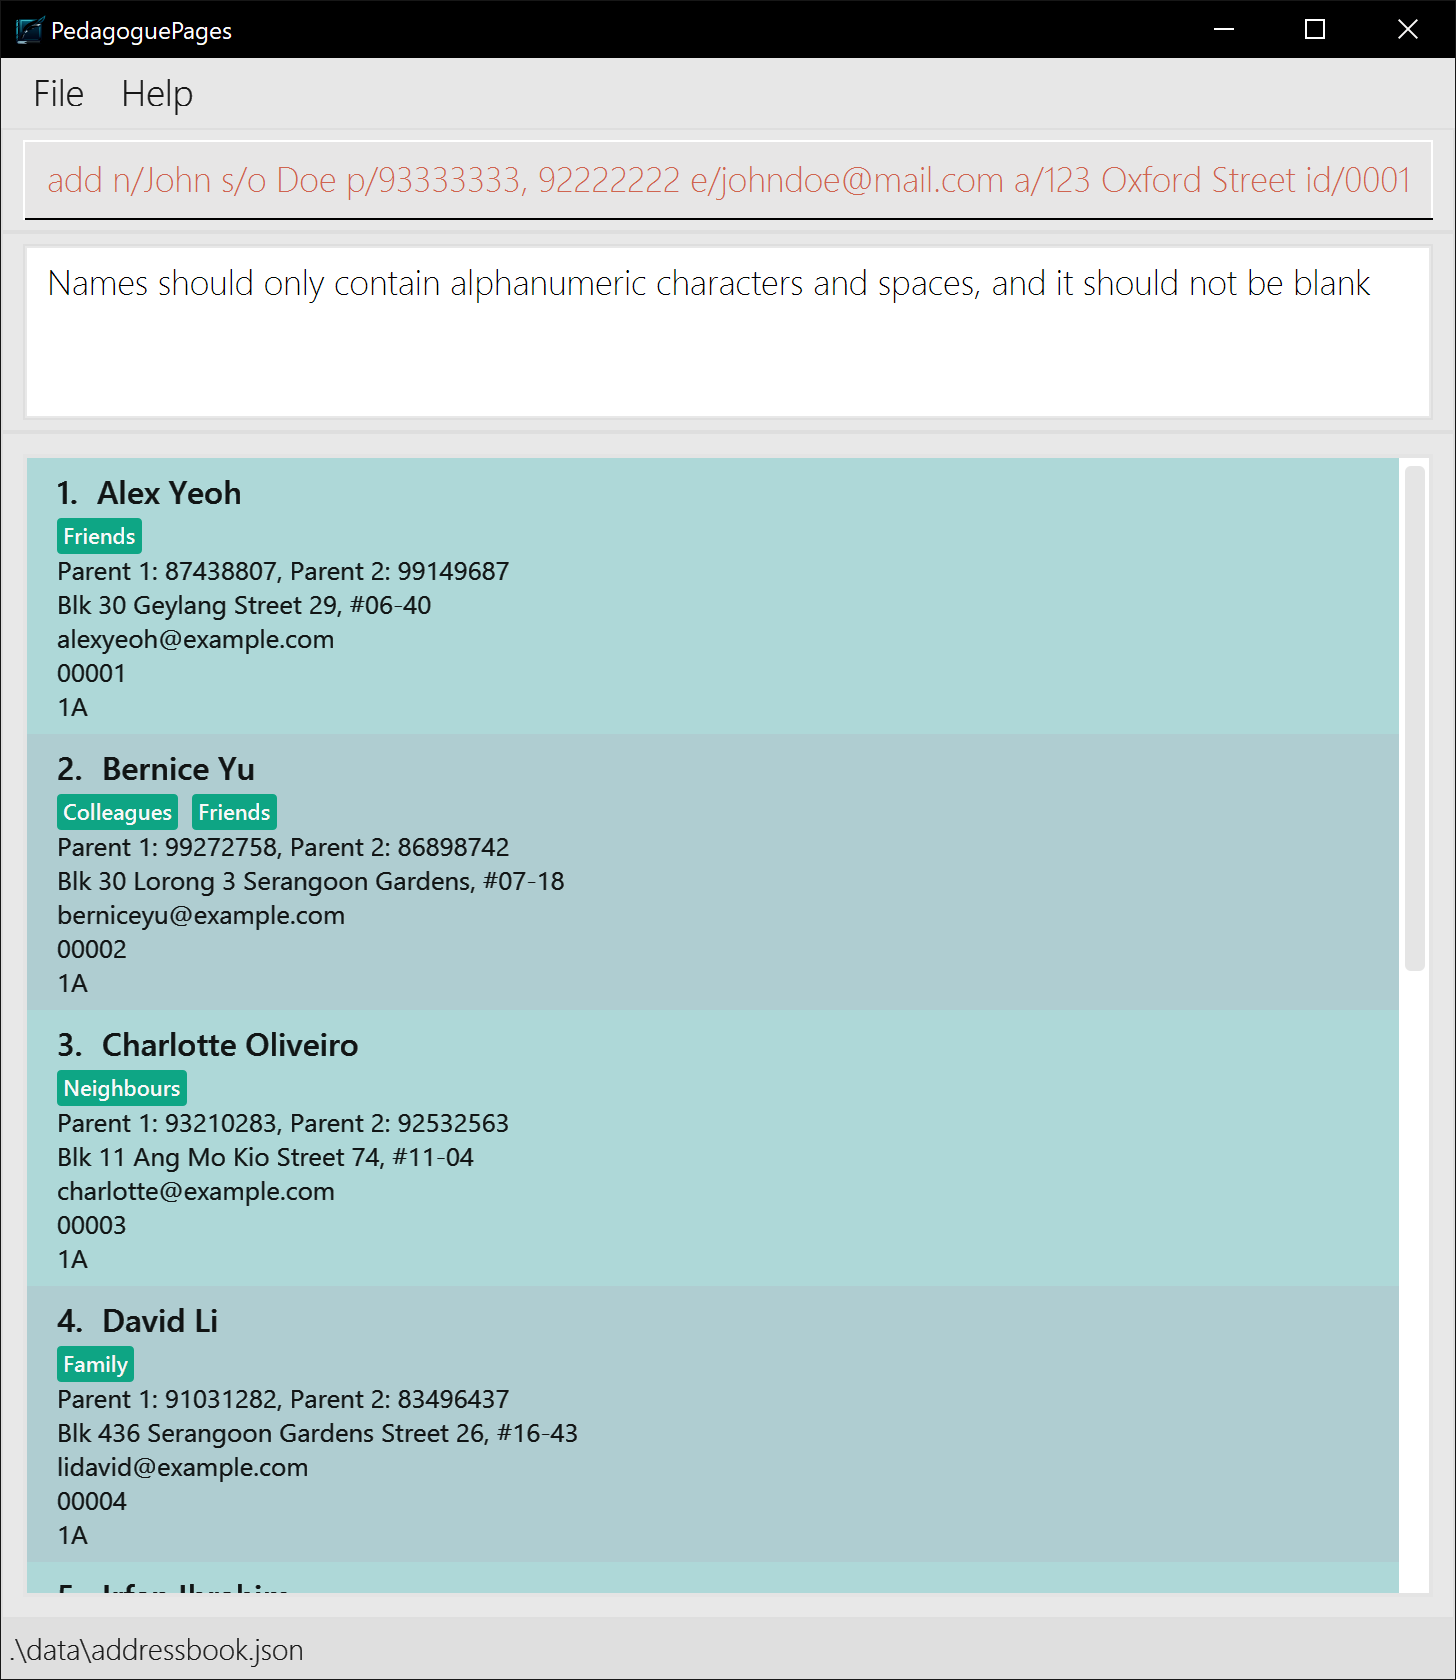 PedagoguePages
File Help
add n/John s/o Doe p/93333333, 92222222 e/johndoe@mail.com a/123 Oxford Street id/0001
Names should only contain alphanumeric characters and spaces, and it should not be blank
1. Alex Yeoh
Friends
Parent 1: 87438807, Parent 2: 99149687
Blk 30 Geylang Street 29, #06-40
alexyeoh@example.com
00001
1A
2. Bernice Yu
Colleagues Friends
Parent 1: 99272758, Parent 2: 86898742
Blk 30 Lorong 3 Serangoon Gardens, #07-18
berniceyu@example.com
00002
1A
3. Charlotte Oliveiro
Neighbours
Parent 1: 93210283, Parent 2: 92532563
Blk 11 Ang Mo Kio Street 74, #11-04
charlotte@example.com
00003
1A
4. David Li
Family
Parent 1: 91031282, Parent 2: 83496437
Blk 436 Serangoon Gardens Street 26, #16-43
lidavid@example.com
00004
1A
5. Irfan Ibrahim
.\data\addressbook.json